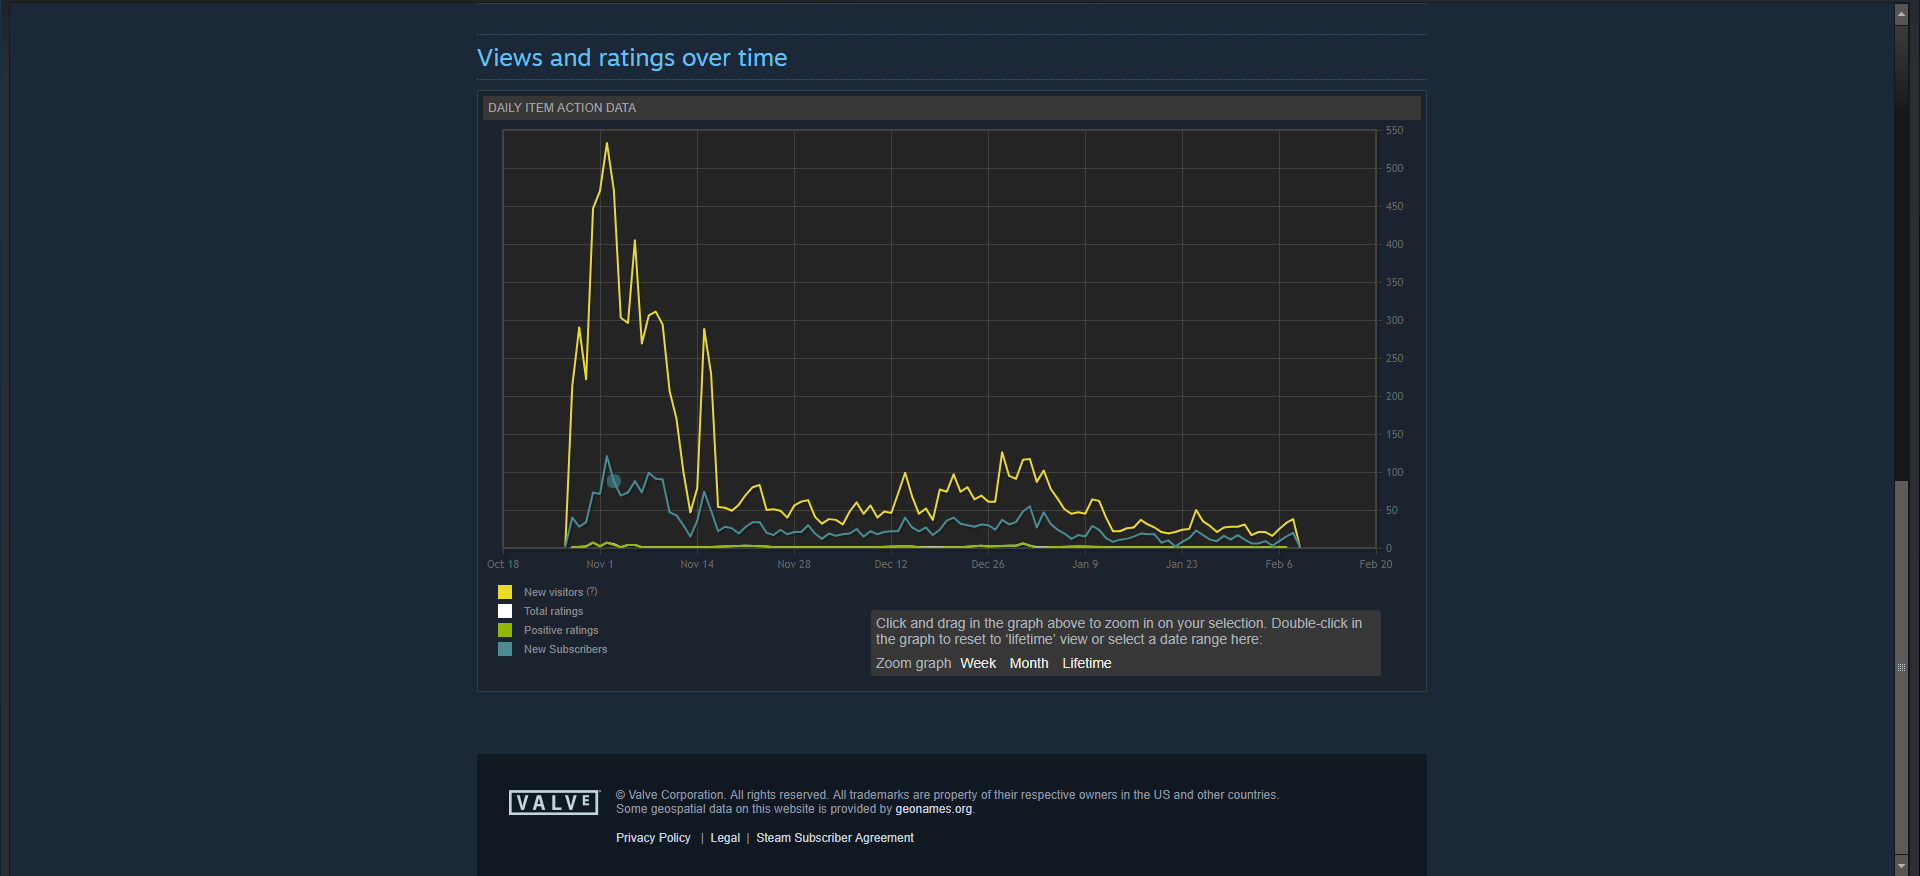 Views and ratings over time
DAILY ITEM ACTION DATA
550
500
450
400
350
300
250
200
150
100
50
0
Oct 18
Nov 1
Nov 14
Nov 28
Dec 12
Dec 26
Jan 9
Jan 23
Feb 6
Feb 20
New visitors (?)
Total ratings
Positive ratings
New Subscribers
Click and drag in the graph above to zoom in on your selection. Double-click in
the graph to reset to 'lifetime' view or select a date range here:
Zoom graph Week Month Lifetime
VALVE
© Valve Corporation. All rights reserved. All trademarks are property of their respective owners in the US and other countries.
Some geospatial data on this website is provided by geonames.org.
Privacy Policy | Legal | Steam Subscriber Agreement